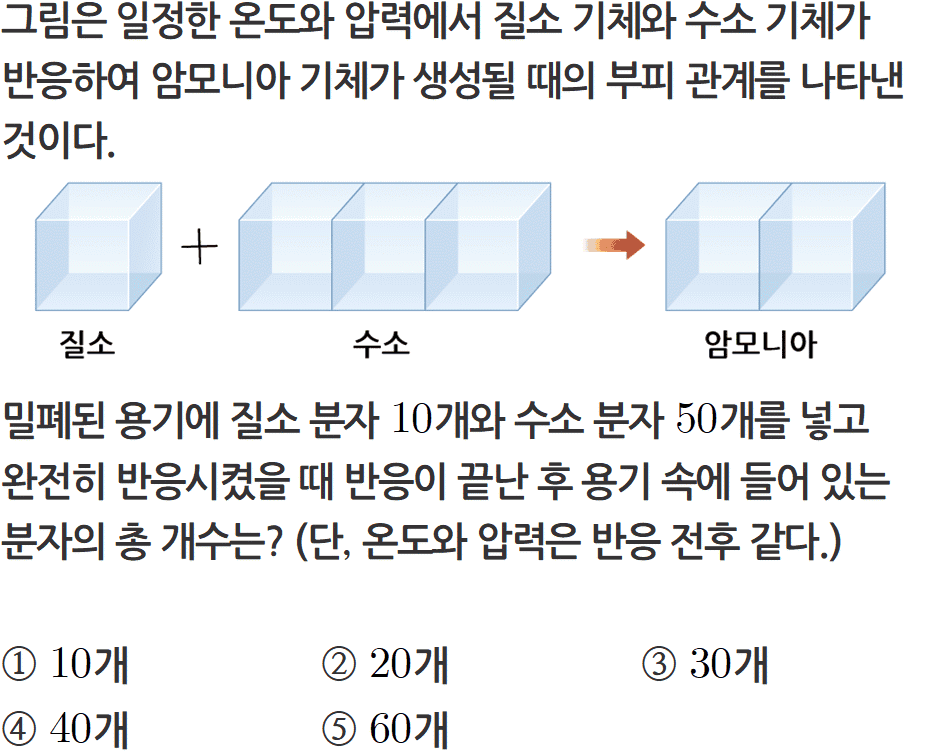 그림은 일정한 온도와 압력에서 질소 기체와 수소 기체가
반응하여 암모니아 기체가 생성될 때의 부피 관계를 나타낸
것이다.
+
질소 수소 암모니아
밀폐된 용기에 질소 분자 10개와 수소 분자 50개를 넣고
완전히 반응시켰을 때 반응이 끝난 후 용기 속에 들어 있는
분자의 총 개수는? (단, 온도와 압력은 반응 전후 같다.)
① 10개 ② 20개 ③ 30개
④ 40개 ⑤ 60개